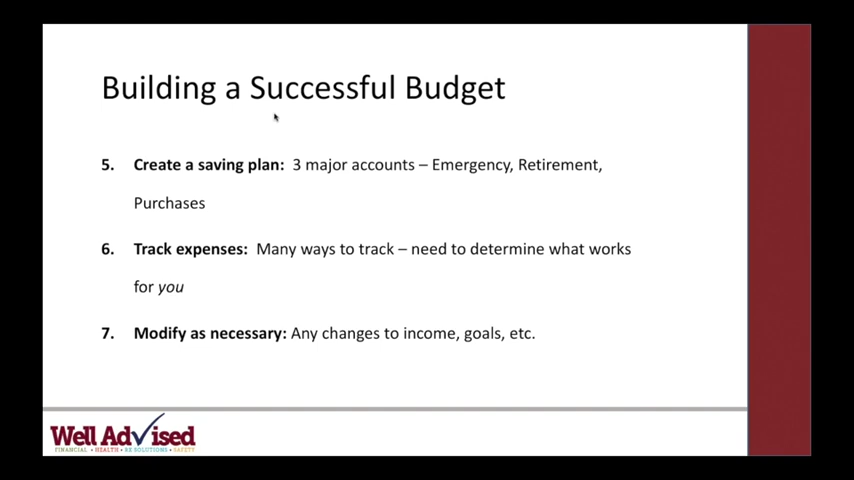 Building a Successful Budget
5. Create a saving plan: 3 major accounts – Emergency, Retirement,
Purchases
6. Track expenses: Many ways to track – need to determine what works
for you
7. Modify as necessary: Any changes to income, goals, etc.
Well Advised
FINANCIAL • HEALTH • RE SOLUTIONS • SAFETY